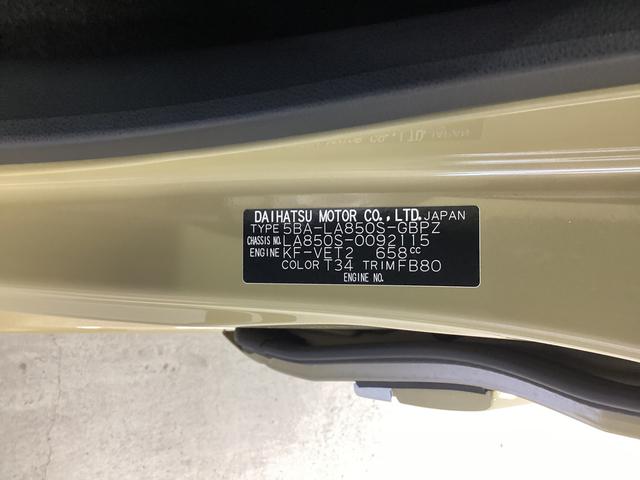 DAIHATSU MOTOR CO.,LTD. JAPAN
TYPE 5BA-LA850S-GBPZ
CHASSIS NO. LA850S-0092115
ENGINE KF-VET2 658cc
COLOR T34 TRIM FB80
ENGINE NO.